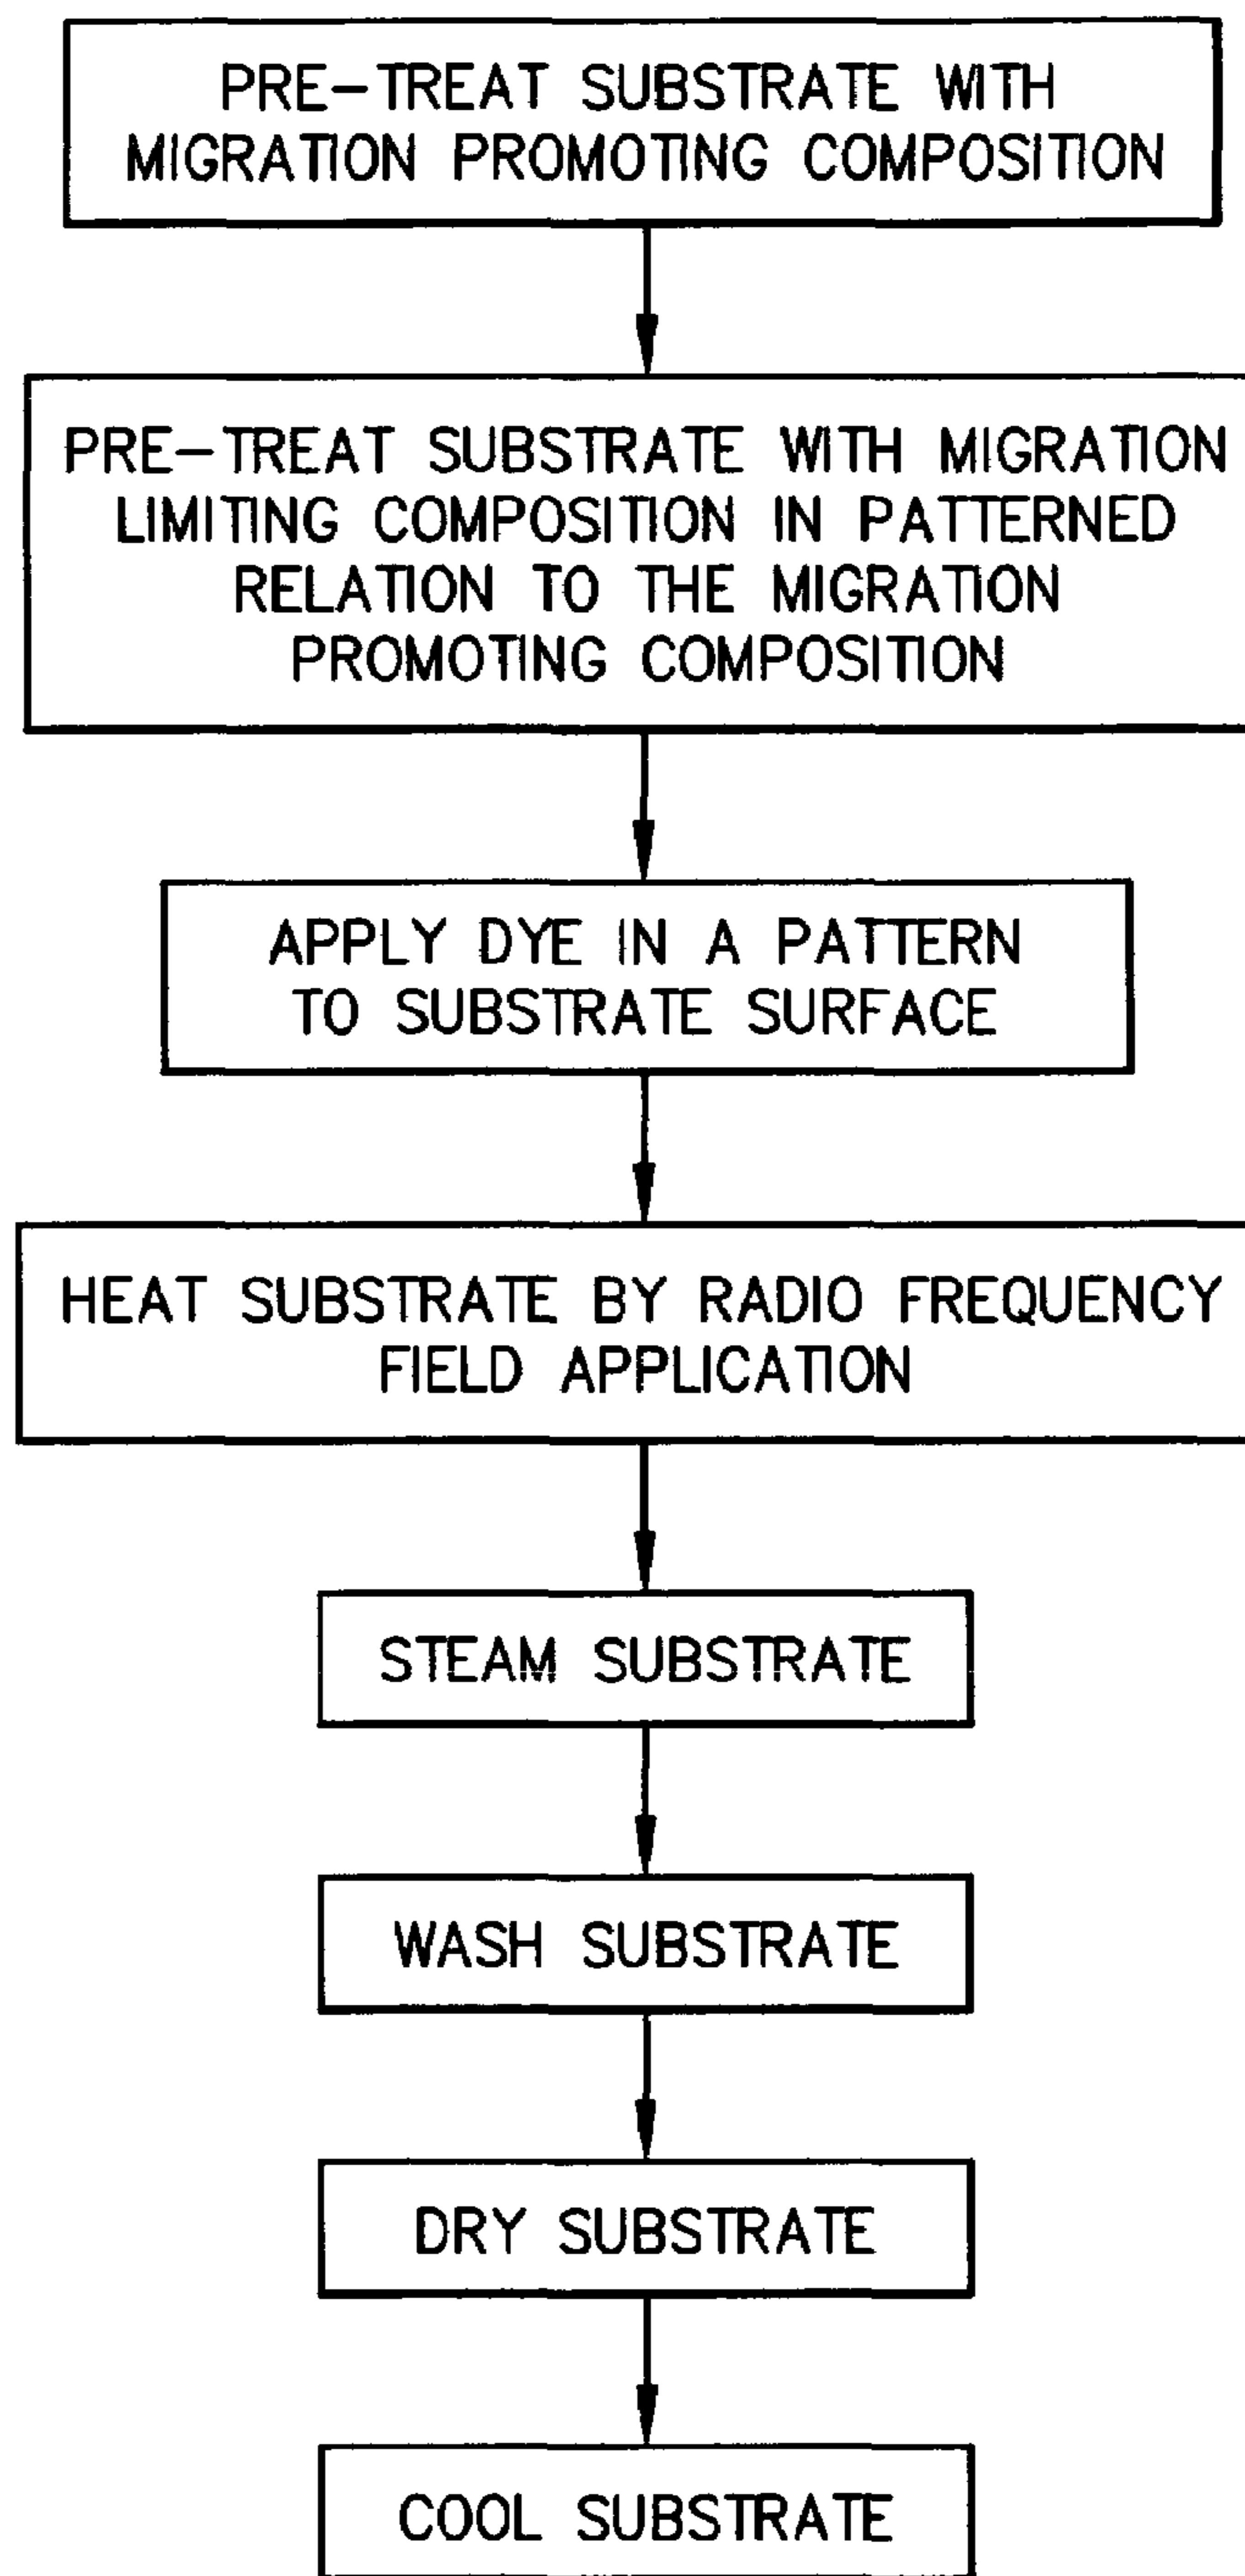 PRE-TREAT SUBSTRATE WITH
MIGRATION PROMOTING COMPOSITION
PRE-TREAT SUBSTRATE WITH MIGRATION
LIMITING COMPOSITION IN PATTERNED
RELATION TO THE MIGRATION
PROMOTING COMPOSITION
APPLY DYE IN A PATTERN
TO SUBSTRATE SURFACE
HEAT SUBSTRATE BY RADIO FREQUENCY
FIELD APPLICATION
STEAM SUBSTRATE
WASH SUBSTRATE
DRY SUBSTRATE
COOL SUBSTRATE